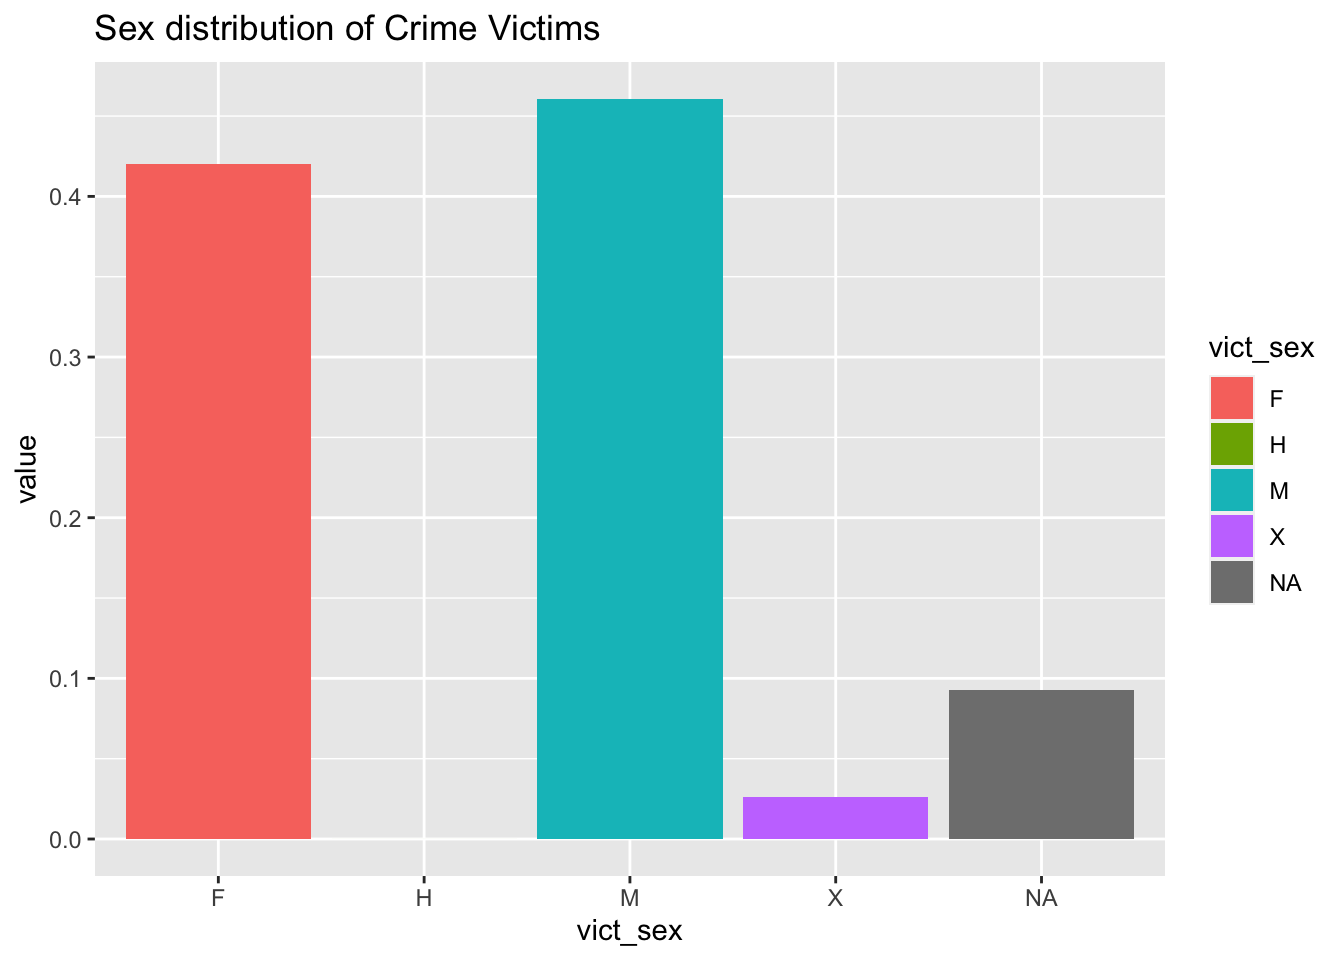 Sex distribution of Crime Victims
value
0.4
0.3
0.2
0.1
0.0
F
H
M
X
NA
vict_sex
vict_sex
F
H
M
X
NA